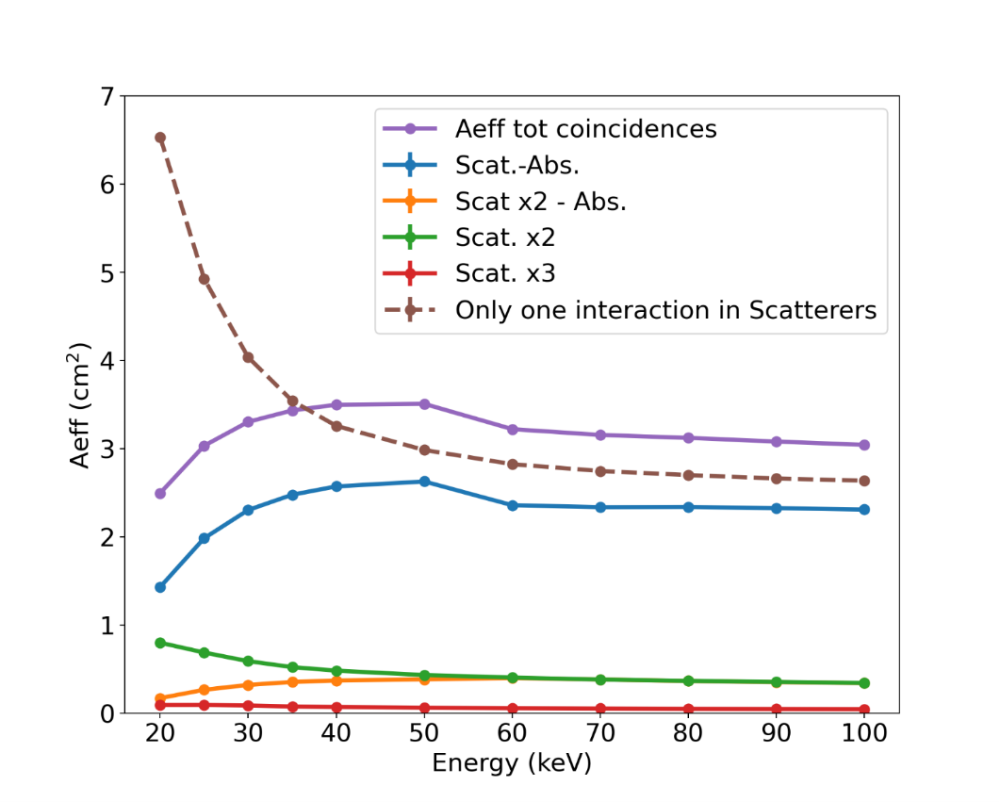 7
6
5
4
3
2
1
0
Aeff (cm²)
Aeff tot coincidences
Scat.-Abs.
Scat x2 - Abs.
Scat. x2
Scat. x3
Only one interaction in Scatterers
20 30 40 50 60 70 80 90 100
Energy (keV)